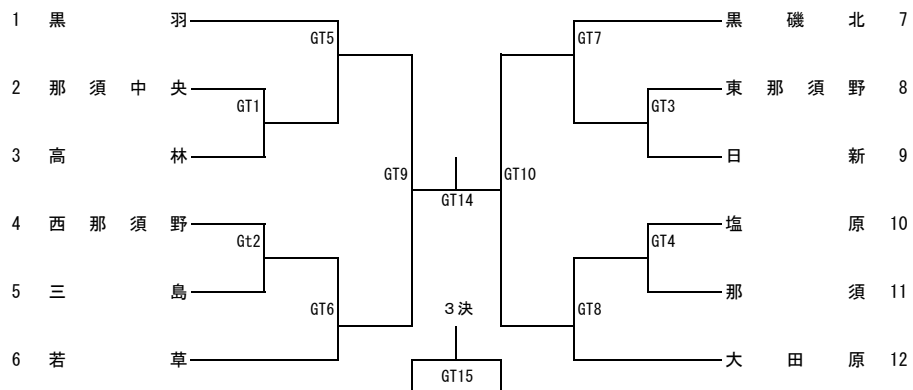 1 黒羽 GT5 GT7 黒磯北 7
2 那須中央 GT1 GT3 東那須野 8
3 高林 GT9 GT10 日新 9
GT14
4 西那須野 Gt2 GT4 塩原 10
5 三島 GT6 3決 GT8 那須 11
6 若草 GT15 大田原 12